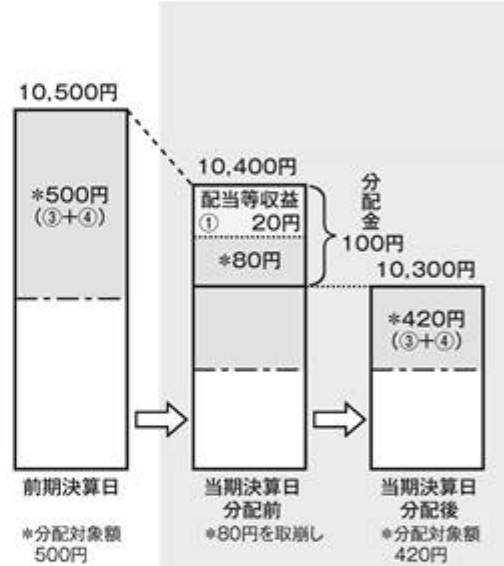 10,500円
*500円
(③+④)
前期決算日
*分配対象額
500円
10,400円
配当等収益
① 20円
*80円
分配金
100円
当期決算日
分配前
*80円を取崩し
10,300円
*420円
(③+④)
当期決算日
分配後
*分配対象額
420円